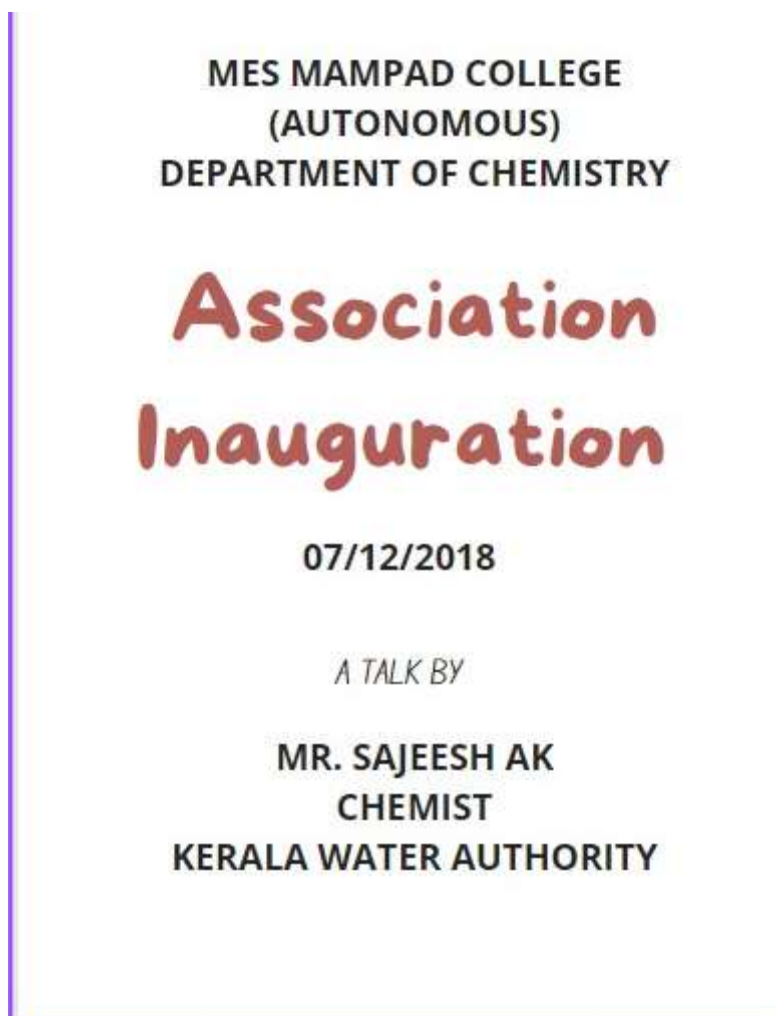 MES MAMPAD COLLEGE
(AUTONOMOUS)
DEPARTMENT OF CHEMISTRY
Association
Inauguration
07/12/2018
A TALK BY
MR. SAJEESH AK
CHEMIST
KERALA WATER AUTHORITY